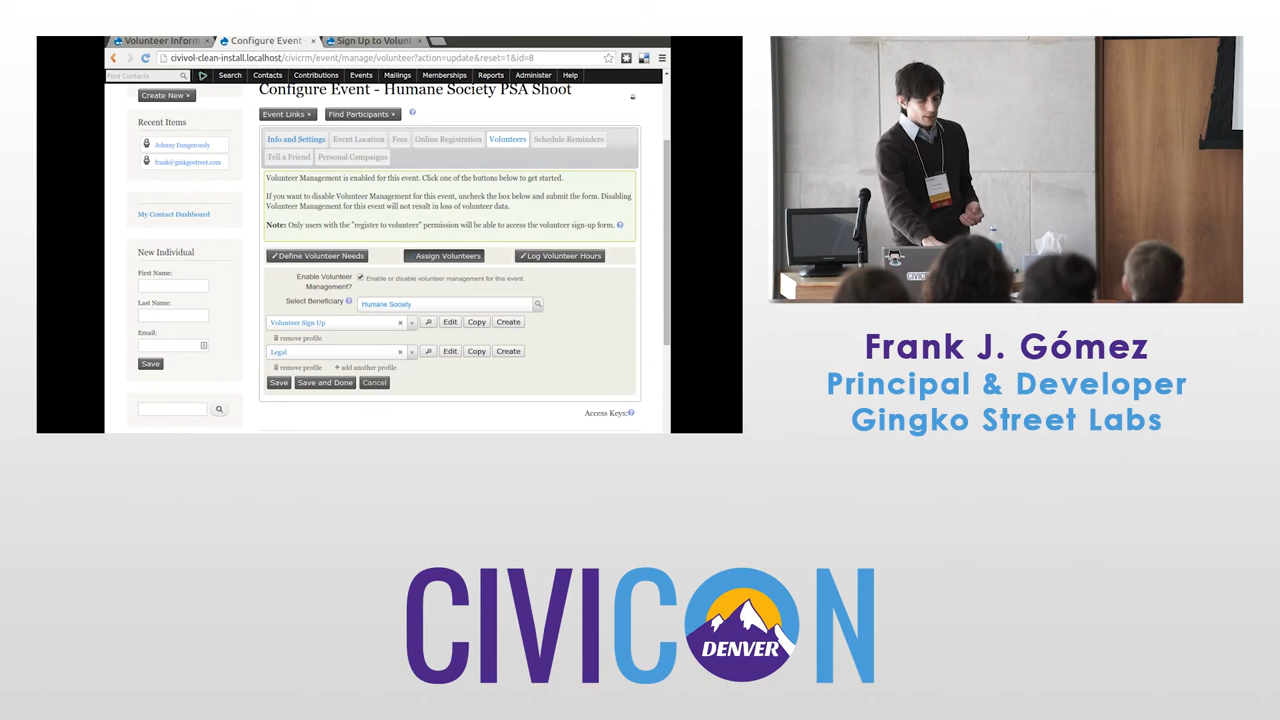 Volunteer Inform
Configure Event
Sign Up to Volunt
civivol-clean-install.localhost/civicrm/event/manage/volunteer?action=update&reset=1&id=8
Find Contacts
Search
Contacts
Contributions
Events
Mailings
Memberships
Reports
Administer
Help
Create New »
Recent Items
Johnny Dangerously
frank@ginkgostreet.com
My Contact Dashboard
New Individual
First Name:
Last Name:
Email:
Save
Configure Event - Humane Society PSA Shoot
Event Links »
Find Participants »
Info and Settings
Event Location
Fees
Online Registration
Volunteers
Schedule Reminders
Tell a Friend
Personal Campaigns
Volunteer Management is enabled for this event. Click one of the buttons below to get started.
If you want to disable Volunteer Management for this event, uncheck the box below and submit the form. Disabling
Volunteer Management for this event will not result in loss of volunteer data.
Note: Only users with the "register to volunteer" permission will be able to access the volunteer sign-up form.
Define Volunteer Needs
Assign Volunteers
Log Volunteer Hours
Enable Volunteer
Management?
Enable or disable volunteer management for this event.
Select Beneficiary
Humane Society
Volunteer Sign Up
Edit
Copy
Create
remove profile
Legal
Edit
Copy
Create
remove profile
+ add another profile
Save
Save and Done
Cancel
Access Keys:
Frank J. Gómez
Principal & Developer
Gingko Street Labs
CIVICON
DENVER